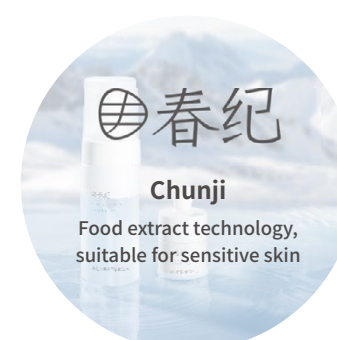 春纪
Chunji
Food extract technology,
suitable for sensitive skin